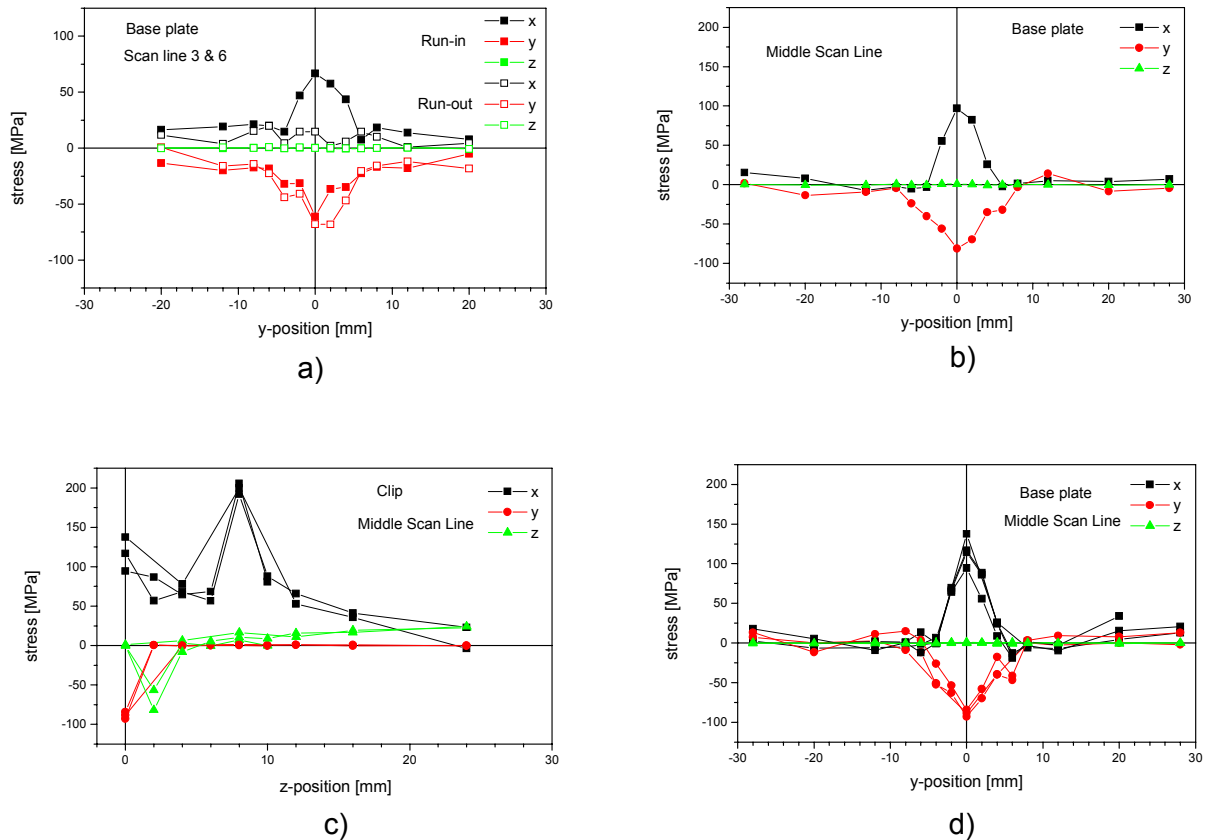 Base plate
Scan line 3 & 6
Run-in
Run-out
x
y
z
x
y
z
100
50
0
-50
-100
stress [MPa]
-30 -20 -10 0 10 20 30
y-position [mm]
a)
Base plate
Middle Scan Line
x
y
z
200
150
100
50
0
-50
-100
stress [MPa]
-30 -20 -10 0 10 20 30
y-position [mm]
b)
Clip
Middle Scan Line
x
y
z
200
150
100
50
0
-50
-100
stress [MPa]
0 10 20 30
z-position [mm]
c)
Base plate
Middle Scan Line
x
y
z
200
150
100
50
0
-50
-100
stress [MPa]
-30 -20 -10 0 10 20 30
y-position [mm]
d)